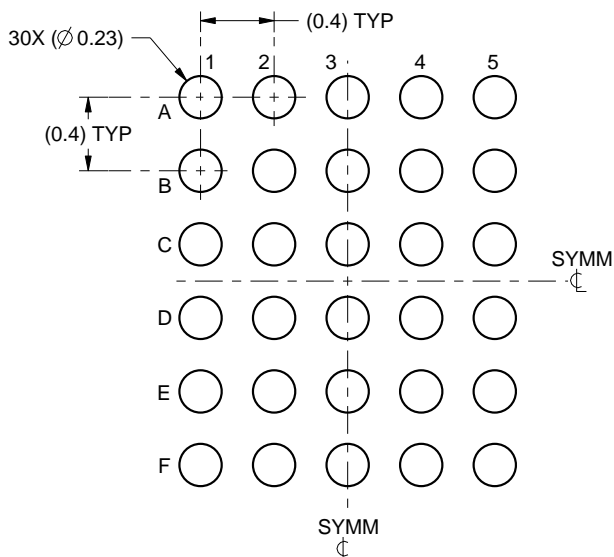 (0.4) TYP
30X (∅ 0.23)
1 2 3 4 5
A
(0.4) TYP
B
C
SYMM
℄
D
E
F
SYMM
℄